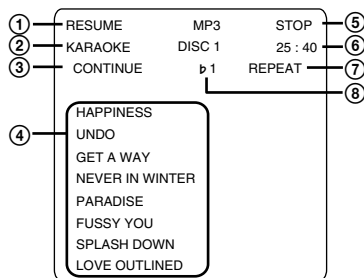 ① RESUME MP3 STOP ⑤
② KARAOKE DISC 1 25 : 40 ⑥
③ CONTINUE ♭1 REPEAT ⑦
⑧
④
HAPPINESS
UNDO
GET A WAY
NEVER IN WINTER
PARADISE
FUSSY YOU
SPLASH DOWN
LOVE OUTLINED